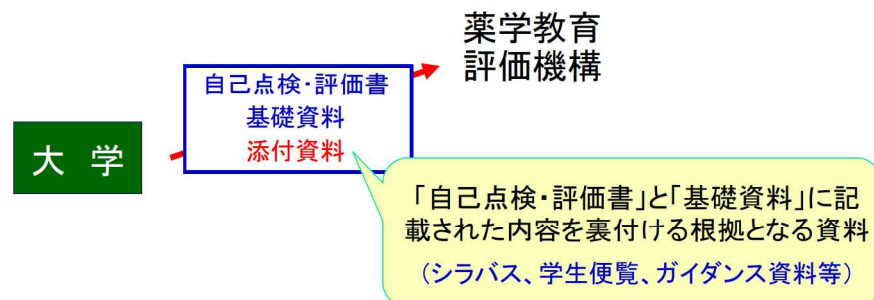 薬学教育
評価機構
自己点検・評価書
基礎資料
添付資料
大 学
「自己点検・評価書」と「基礎資料」に記
載された内容を裏付ける根拠となる資料
（シラバス、学生便覧、ガイダンス資料等）